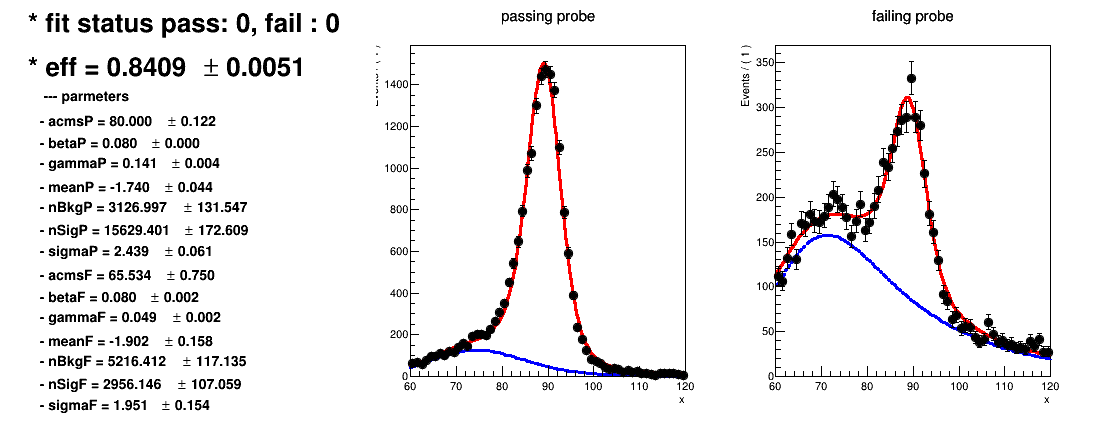 * fit status pass: 0, fail : 0
* eff = 0.8409 ± 0.0051
--- parmeters
- acmsP = 80.000 ± 0.122
- betaP = 0.080 ± 0.000
- gammaP = 0.141 ± 0.004
- meanP = -1.740 ± 0.044
- nBkgP = 3126.997 ± 131.547
- nSigP = 15629.401 ± 172.609
- sigmaP = 2.439 ± 0.061
- acmsF = 65.534 ± 0.750
- betaF = 0.080 ± 0.002
- gammaF = 0.049 ± 0.002
- meanF = -1.902 ± 0.158
- nBkgF = 5216.412 ± 117.135
- nSigF = 2956.146 ± 107.059
- sigmaF = 1.951 ± 0.154
passing probe
1400
1200
1000
800
600
400
200
0
60 70 80 90 100 110 120
x
failing probe
Events / ( 1 )
350
300
250
200
150
100
50
0
60 70 80 90 100 110 120
x